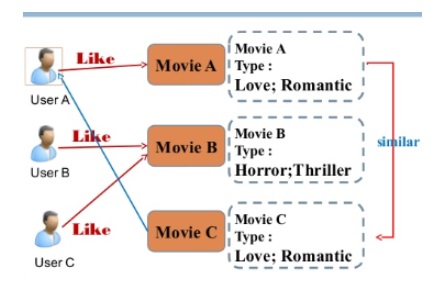 Like
Movie A
Movie A
Type :
Love; Romantic
User A
Like
Movie B
Movie B
Type :
Horror;Thriller
similar
User B
Like
Movie C
Movie C
Type :
Love; Romantic
User C